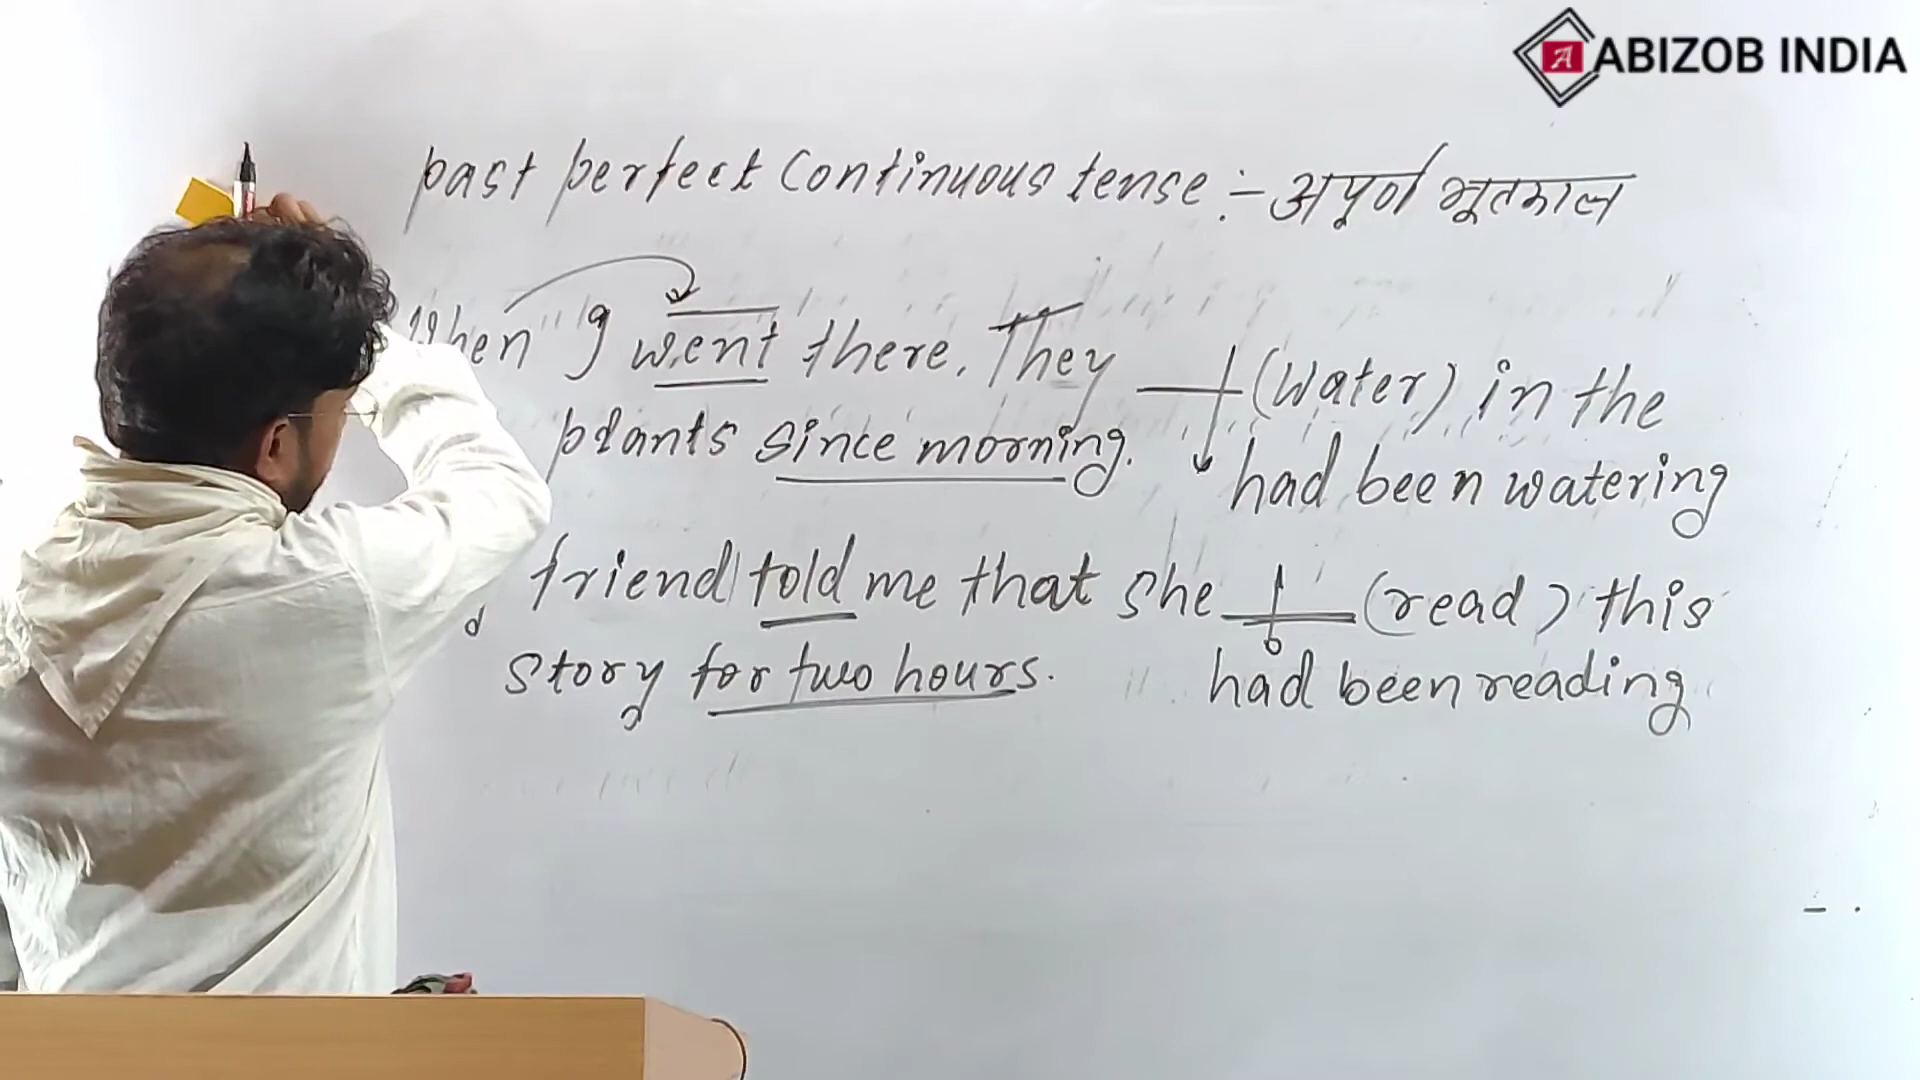 ABIZOB INDIA
past perfect Continuous tense :- अपूर्ण भूतकाल
When I went there. They ___ (water) in the
plants since morning. had been watering
friend told me that she ___ (read) this
story for two hours. had been reading